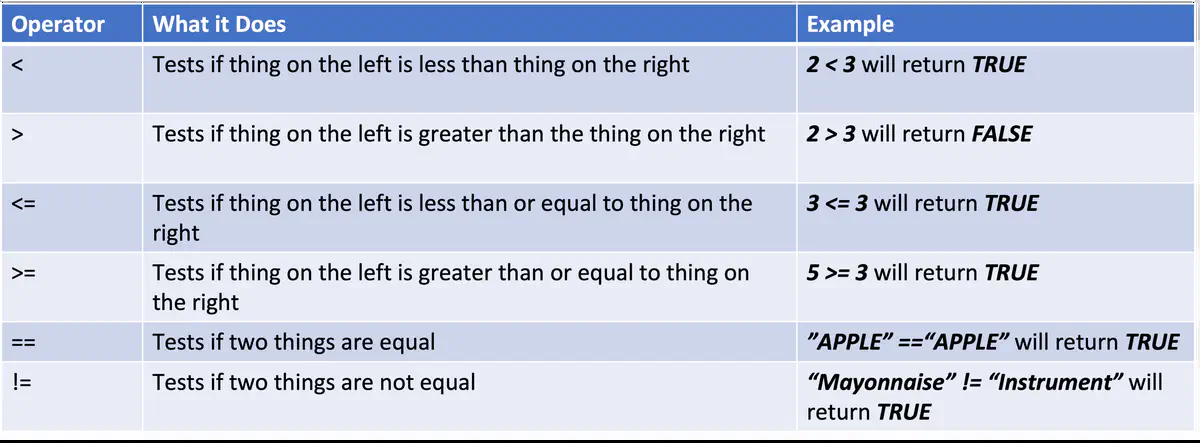 Operator What it Does Example
< Tests if thing on the left is less than thing on the right 2 < 3 will return TRUE
> Tests if thing on the left is greater than the thing on the right 2 > 3 will return FALSE
<= Tests if thing on the left is less than or equal to thing on the 3 <= 3 will return TRUE
right
>= Tests if thing on the left is greater than or equal to thing on 5 >= 3 will return TRUE
the right
== Tests if two things are equal ”APPLE” ==“APPLE” will return TRUE
!= Tests if two things are not equal “Mayonnaise” != “Instrument” will
return TRUE